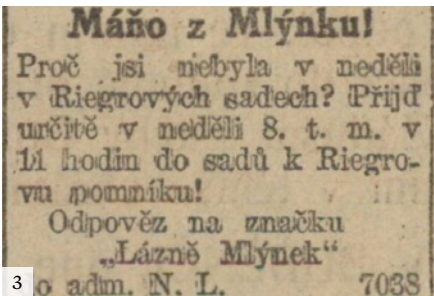 Máňo z Mlýnku!
Proč jsi nebyla v neděli
v Riegrových sadech? Přijď
určitě v neděli 8. t. m. v
11 hodin do sadů k Riegro-
vu pomníku!
Odpověz na značku
„Lázně Mlýnek“
do adm. N. L. 7038
3